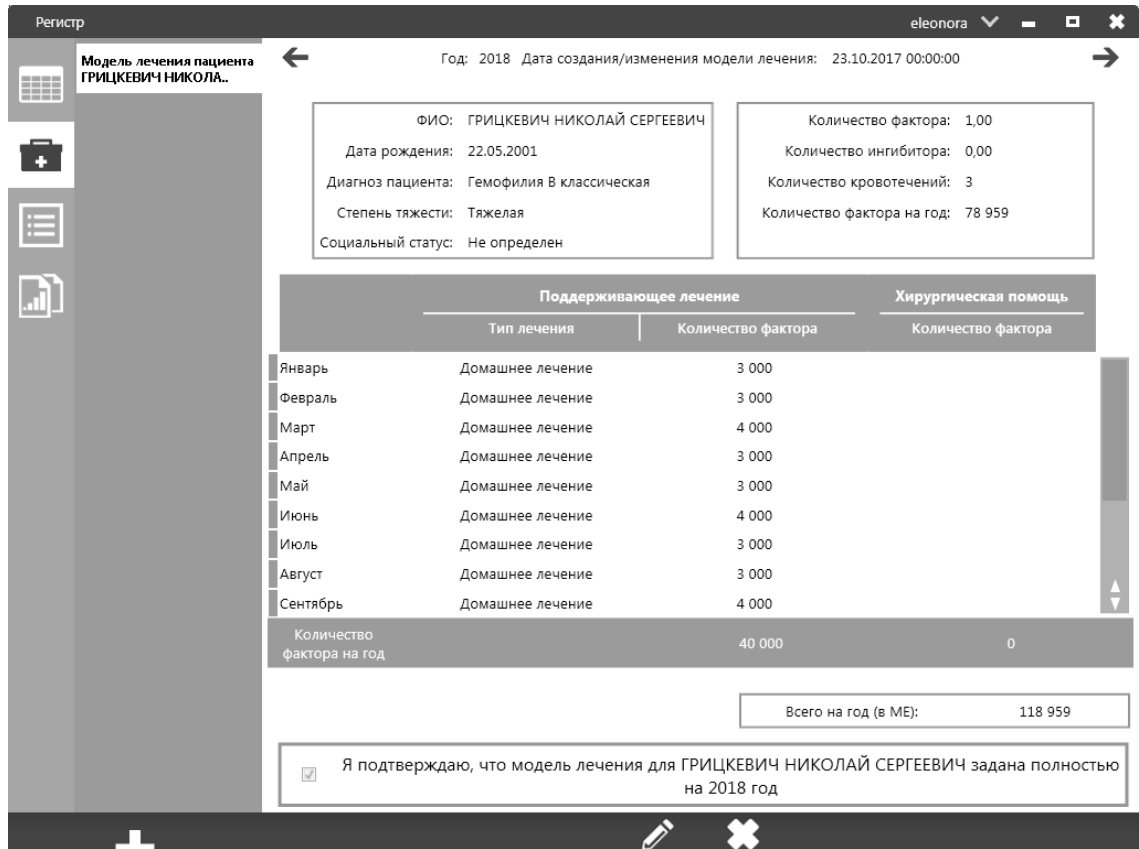 Регистр
eleonora
Модель лечения пациента
ГРИЦКЕВИЧ НИКОЛА..
Год: 2018 Дата создания/изменения модели лечения: 23.10.2017 00:00:00
ФИО: ГРИЦКЕВИЧ НИКОЛАЙ СЕРГЕЕВИЧ
Дата рождения: 22.05.2001
Диагноз пациента: Гемофилия В классическая
Степень тяжести: Тяжелая
Социальный статус: Не определен
Количество фактора: 1,00
Количество ингибитора: 0,00
Количество кровотечений: 3
Количество фактора на год: 78 959
Поддерживающее лечение Хирургическая помощь
Тип лечения Количество фактора Количество фактора
Январь Домашнее лечение 3 000
Февраль Домашнее лечение 3 000
Март Домашнее лечение 4 000
Апрель Домашнее лечение 3 000
Май Домашнее лечение 3 000
Июнь Домашнее лечение 4 000
Июль Домашнее лечение 3 000
Август Домашнее лечение 3 000
Сентябрь Домашнее лечение 4 000
Количество
фактора на год 40 000 0
Всего на год (в МЕ): 118 959
Я подтверждаю, что модель лечения для ГРИЦКЕВИЧ НИКОЛАЙ СЕРГЕЕВИЧ задана полностью
на 2018 год